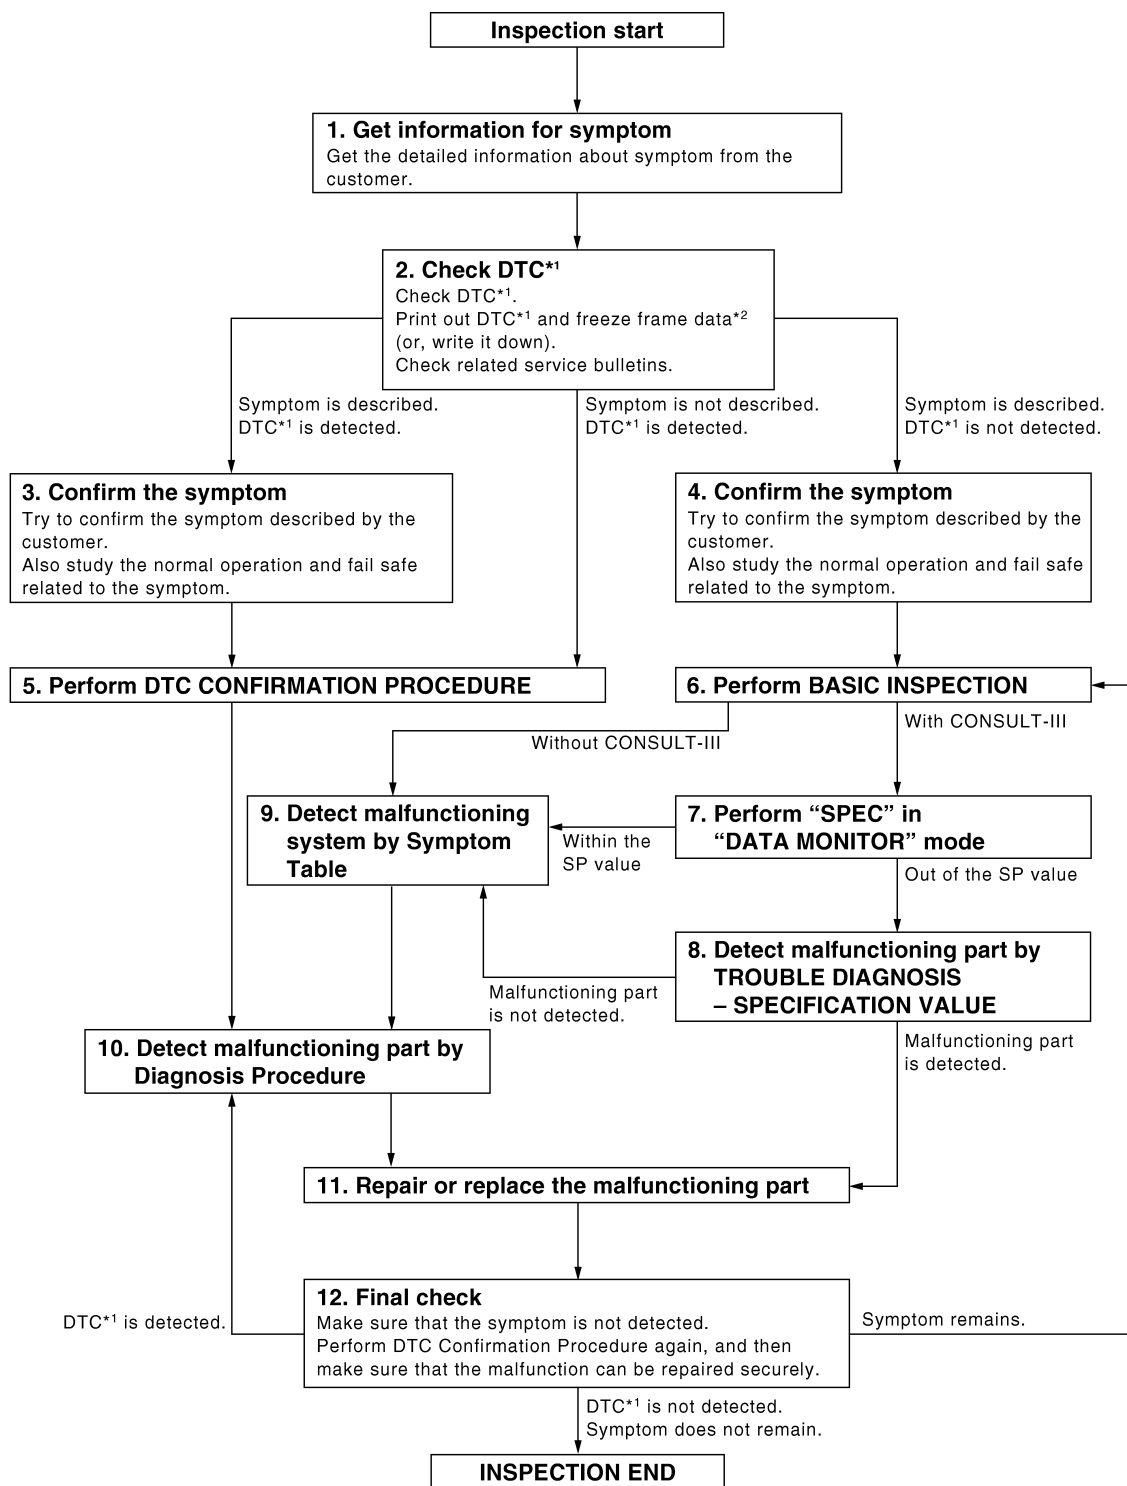 Inspection start
1. Get information for symptom
Get the detailed information about symptom from the
customer.
2. Check DTC*1
Check DTC*1.
Print out DTC*1 and freeze frame data*2
(or, write it down).
Check related service bulletins.
Symptom is described.
DTC*1 is detected.
Symptom is not described.
DTC*1 is detected.
Symptom is described.
DTC*1 is not detected.
3. Confirm the symptom
Try to confirm the symptom described by the
customer.
Also study the normal operation and fail safe
related to the symptom.
4. Confirm the symptom
Try to confirm the symptom described by the
customer.
Also study the normal operation and fail safe
related to the symptom.
5. Perform DTC CONFIRMATION PROCEDURE
6. Perform BASIC INSPECTION
Without CONSULT-III
With CONSULT-III
9. Detect malfunctioning
system by Symptom
Table
Within the
SP value
7. Perform “SPEC” in
“DATA MONITOR” mode
Out of the SP value
8. Detect malfunctioning part by
TROUBLE DIAGNOSIS
– SPECIFICATION VALUE
Malfunctioning part
is not detected.
Malfunctioning part
is detected.
10. Detect malfunctioning part by
Diagnosis Procedure
11. Repair or replace the malfunctioning part
12. Final check
Make sure that the symptom is not detected.
Perform DTC Confirmation Procedure again, and then
make sure that the malfunction can be repaired securely.
DTC*1 is detected.
Symptom remains.
DTC*1 is not detected.
Symptom does not remain.
INSPECTION END